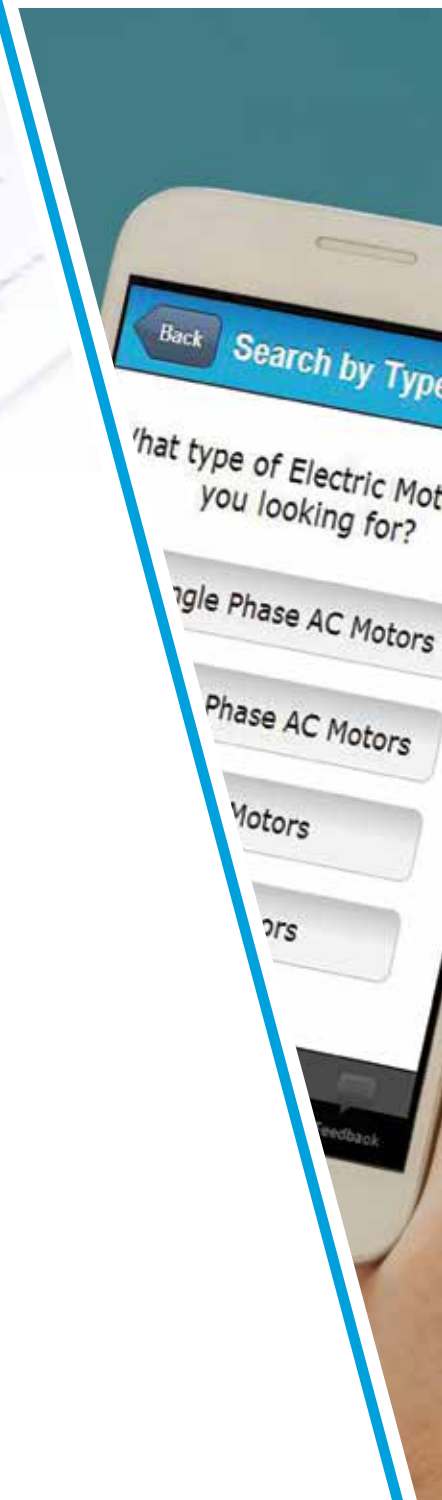 Back Search by Type
hat type of Electric Mot
you looking for?
ngle Phase AC Motors
Phase AC Motors
Motors
ors
eedback